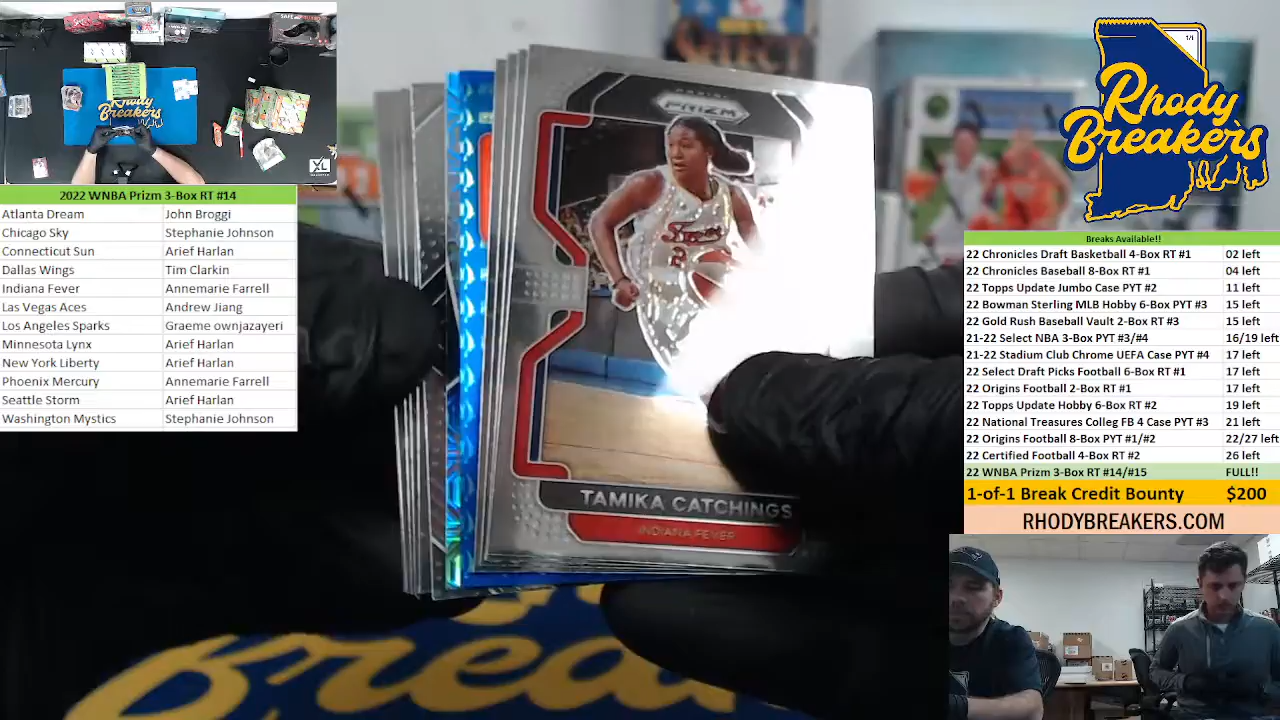 2022 WNBA Prizm 3-Box RT #14
Atlanta Dream John Broggi
Chicago Sky Stephanie Johnson
Connecticut Sun Arief Harlan
Dallas Wings Tim Clarkin
Indiana Fever Annemarie Farrell
Las Vegas Aces Andrew Jiang
Los Angeles Sparks Graeme ownjazayeri
Minnesota Lynx Arief Harlan
New York Liberty Arief Harlan
Phoenix Mercury Annemarie Farrell
Seattle Storm Arief Harlan
Washington Mystics Stephanie Johnson
Rhody
Breakers
XL
SELECT
PANINI
PRIZM
Fever
2
TAMIKA CATCHINGS
INDIANA FEVER
Brea
1/1
Rhody
Breakers
Breaks Available!!
22 Chronicles Draft Basketball 4-Box RT #1 02 left
22 Chronicles Baseball 8-Box RT #1 04 left
22 Topps Update Jumbo Case PYT #2 11 left
22 Bowman Sterling MLB Hobby 6-Box PYT #3 15 left
22 Gold Rush Baseball Vault 2-Box RT #3 15 left
21-22 Select NBA 3-Box PYT #3/#4 16/19 left
21-22 Stadium Club Chrome UEFA Case PYT #4 17 left
22 Select Draft Picks Football 6-Box RT #1 17 left
22 Origins Football 2-Box RT #1 17 left
22 Topps Update Hobby 6-Box RT #2 19 left
22 National Treasures Colleg FB 4 Case PYT #3 21 left
22 Origins Football 8-Box PYT #1/#2 22/27 left
22 Certified Football 4-Box RT #2 26 left
22 WNBA Prizm 3-Box RT #14/#15 FULL!!
1-of-1 Break Credit Bounty $200
RHODYBREAKERS.COM